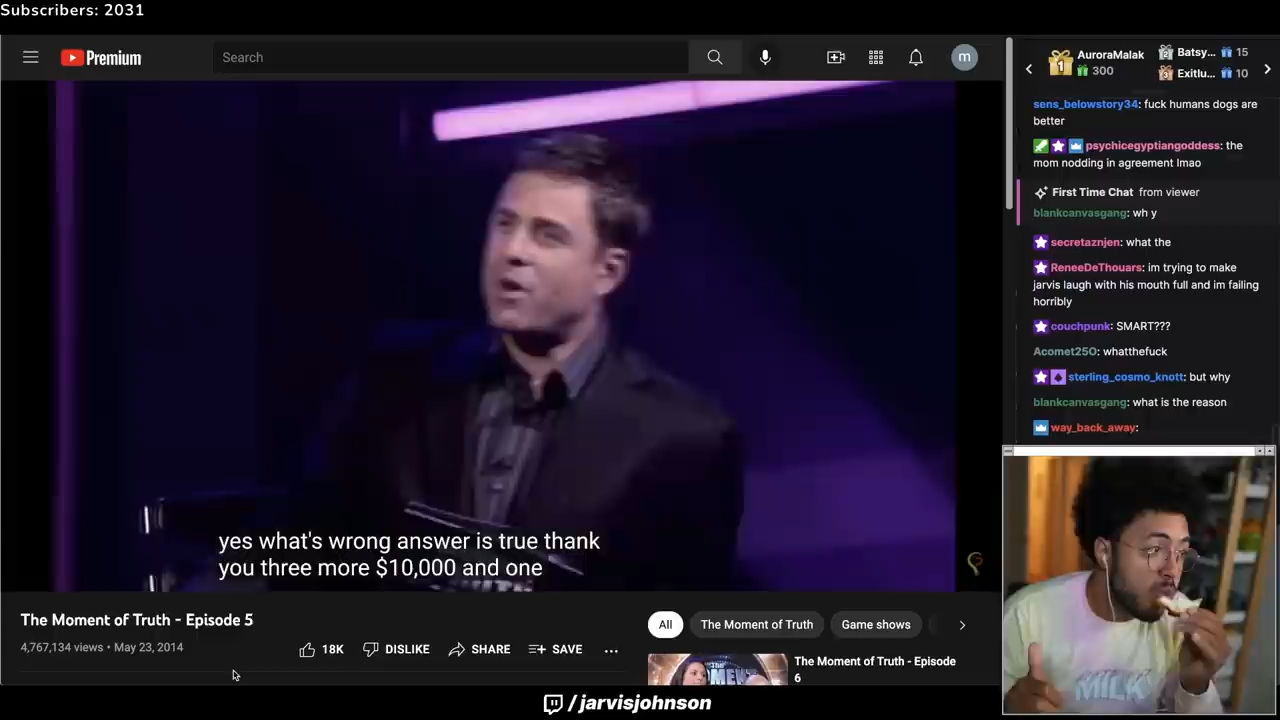 Subscribers: 2031
Premium
Search
m
1
AuroraMalak
300
2
Batsy...
15
3
Exitlu...
10
sens_belowstory34: fuck humans dogs are
better
psychicegyptiangoddess: the
mom nodding in agreement lmao
First Time Chat from viewer
blankcanvasgang: wh y
secretaznjen: what the
ReneeDeThouars: im trying to make
jarvis laugh with his mouth full and im failing
horribly
couchpunk: SMART???
Acomet25O: whatthefuck
sterling_cosmo_knott: but why
blankcanvasgang: what is the reason
way_back_away:
yes what's wrong answer is true thank
you three more $10,000 and one
The Moment of Truth - Episode 5
4,767,134 views • May 23, 2014
18K
DISLIKE
SHARE
SAVE
All
The Moment of Truth
Game shows
The Moment of Truth - Episode
6
MILK
/jarvisjohnson